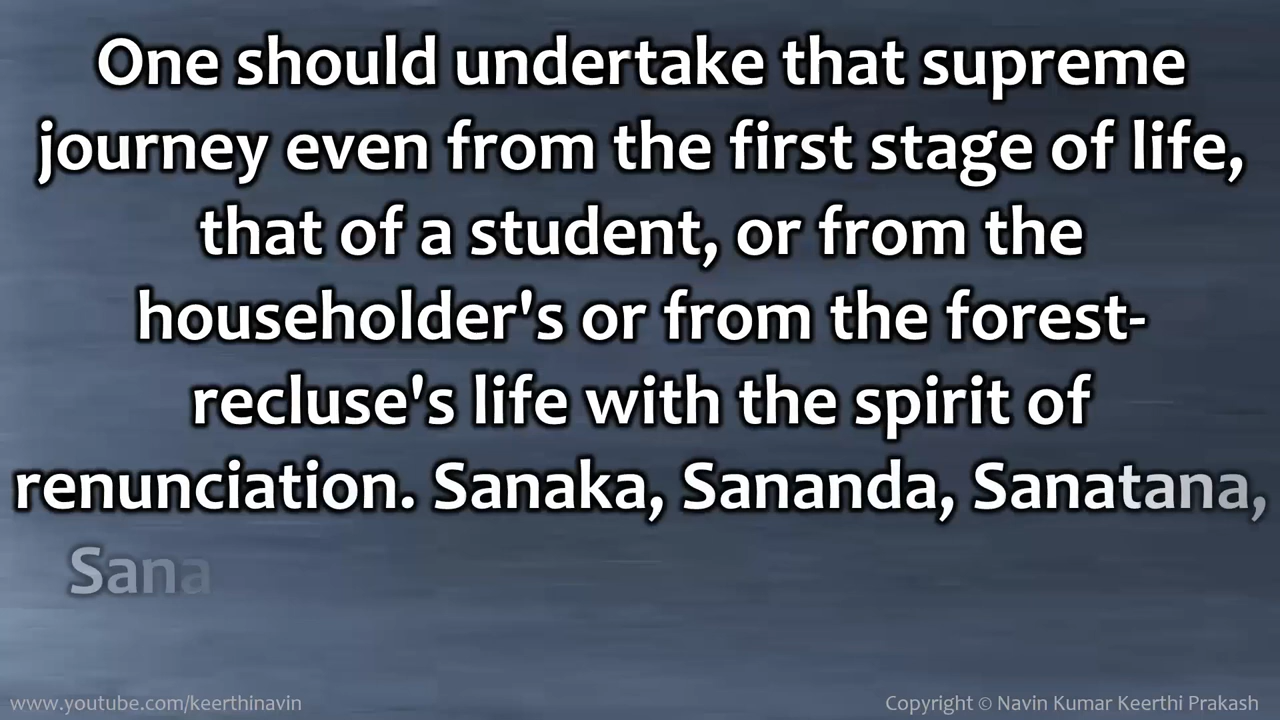 One should undertake that supreme
journey even from the first stage of life,
that of a student, or from the
householder's or from the forest-
recluse's life with the spirit of
renunciation. Sanaka, Sananda, Sanatana,
Sana
www.youtube.com/keerthinavin
Copyright © Navin Kumar Keerthi Prakash